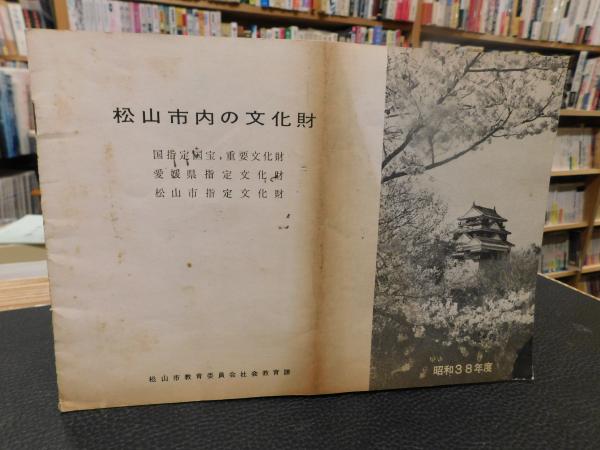 松山市内の文化財
国指定国宝，重要文化財
愛媛県指定文化財
松山市指定文化財
松山市教育委員会社会教育課
昭和38年度